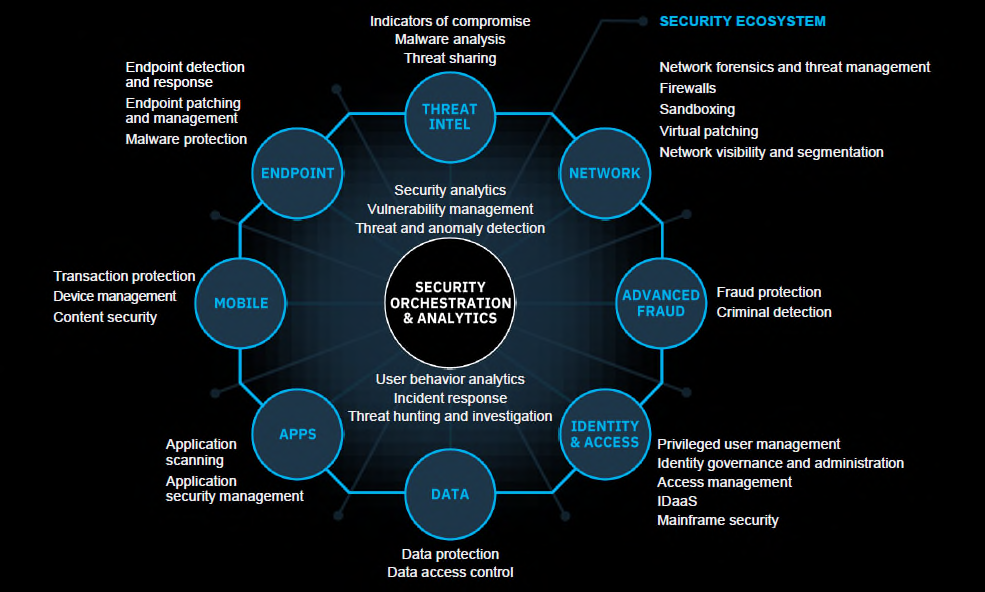 SECURITY ECOSYSTEM
Indicators of compromise
Malware analysis
Threat sharing
THREAT
INTEL
Network forensics and threat management
Firewalls
Sandboxing
Virtual patching
Network visibility and segmentation
NETWORK
Endpoint detection
and response
Endpoint patching
and management
Malware protection
ENDPOINT
Security analytics
Vulnerability management
Threat and anomaly detection
SECURITY
ORCHESTRATION
& ANALYTICS
User behavior analytics
Incident response
Threat hunting and investigation
Transaction protection
Device management
Content security
MOBILE
ADVANCED
FRAUD
Fraud protection
Criminal detection
APPS
Application
scanning
Application
security management
IDENTITY
& ACCESS
Privileged user management
Identity governance and administration
Access management
IDaaS
Mainframe security
DATA
Data protection
Data access control